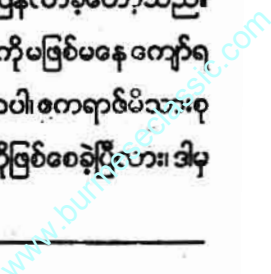 ကိုမဖြစ်မနေ ကျော်ရ
ပါ။ ဧကရာဇ်မိသားစု
ဖြစ်စေခဲ့ပြီလား၊ ဒါမှ
www.burmeseclassic.com